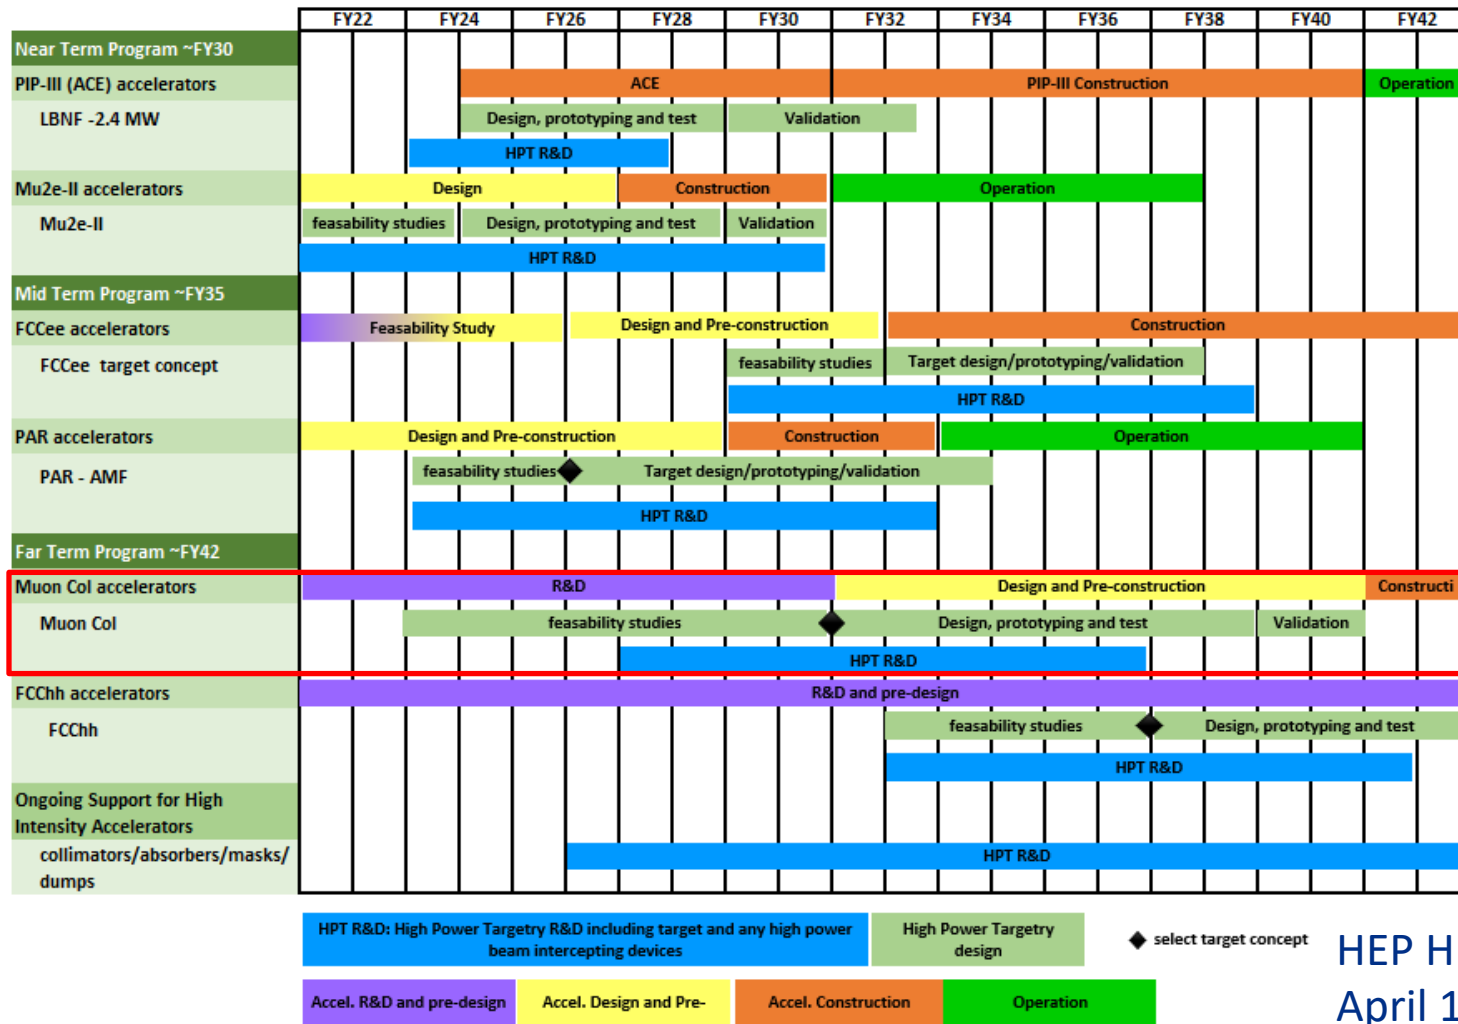 FY22 FY24 FY26 FY28 FY30 FY32 FY34 FY36 FY38 FY40 FY42
Near Term Program ~FY30
PIP-III (ACE) accelerators ACE PIP-III Construction Operation
LBNF -2.4 MW Design, prototyping and test Validation
HPT R&D
Mu2e-II accelerators Design Construction Operation
Mu2e-II feasability studies Design, prototyping and test Validation
HPT R&D
Mid Term Program ~FY35
FCCee accelerators Feasability Study Design and Pre-construction Construction
FCCee target concept feasability studies Target design/prototyping/validation
HPT R&D
PAR accelerators Design and Pre-construction Construction Operation
PAR - AMF feasability studies Target design/prototyping/validation
HPT R&D
Far Term Program ~FY42
Muon Col accelerators R&D Design and Pre-construction Constructi
Muon Col feasability studies Design, prototyping and test Validation
HPT R&D
FCChh accelerators R&D and pre-design
FCChh feasability studies Design, prototyping and test
HPT R&D
Ongoing Support for High
Intensity Accelerators
collimators/absorbers/masks/ HPT R&D
dumps
HPT R&D: High Power Targetry R&D including target and any high power
beam intercepting devices
High Power Targetry
design
select target concept
HEP H
Accel. R&D and pre-design Accel. Design and Pre- Accel. Construction Operation
April 1